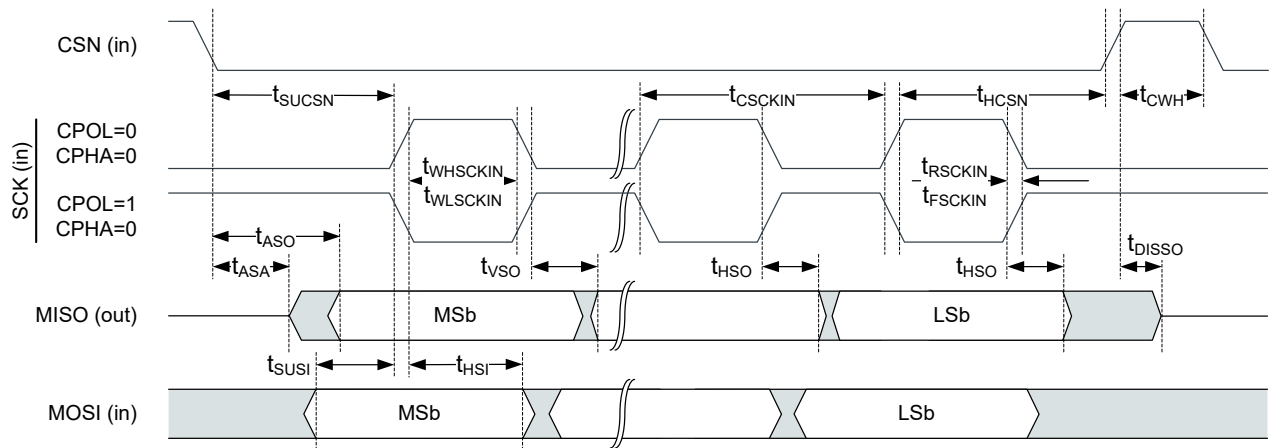 CSN (in)
tSUCSN
tCSCKIN
tHCSN
tCWH
SCK (in)
CPOL=0
CPHA=0
tWHSCKIN
tRSCKIN
CPOL=1
CPHA=0
tWLSCKIN
tFSCKIN
tASO
tASA
tVSO
tHSO
tHSO
tDISSO
MISO (out)
MSb
LSb
tSUSI
tHSI
MOSI (in)
MSb
LSb